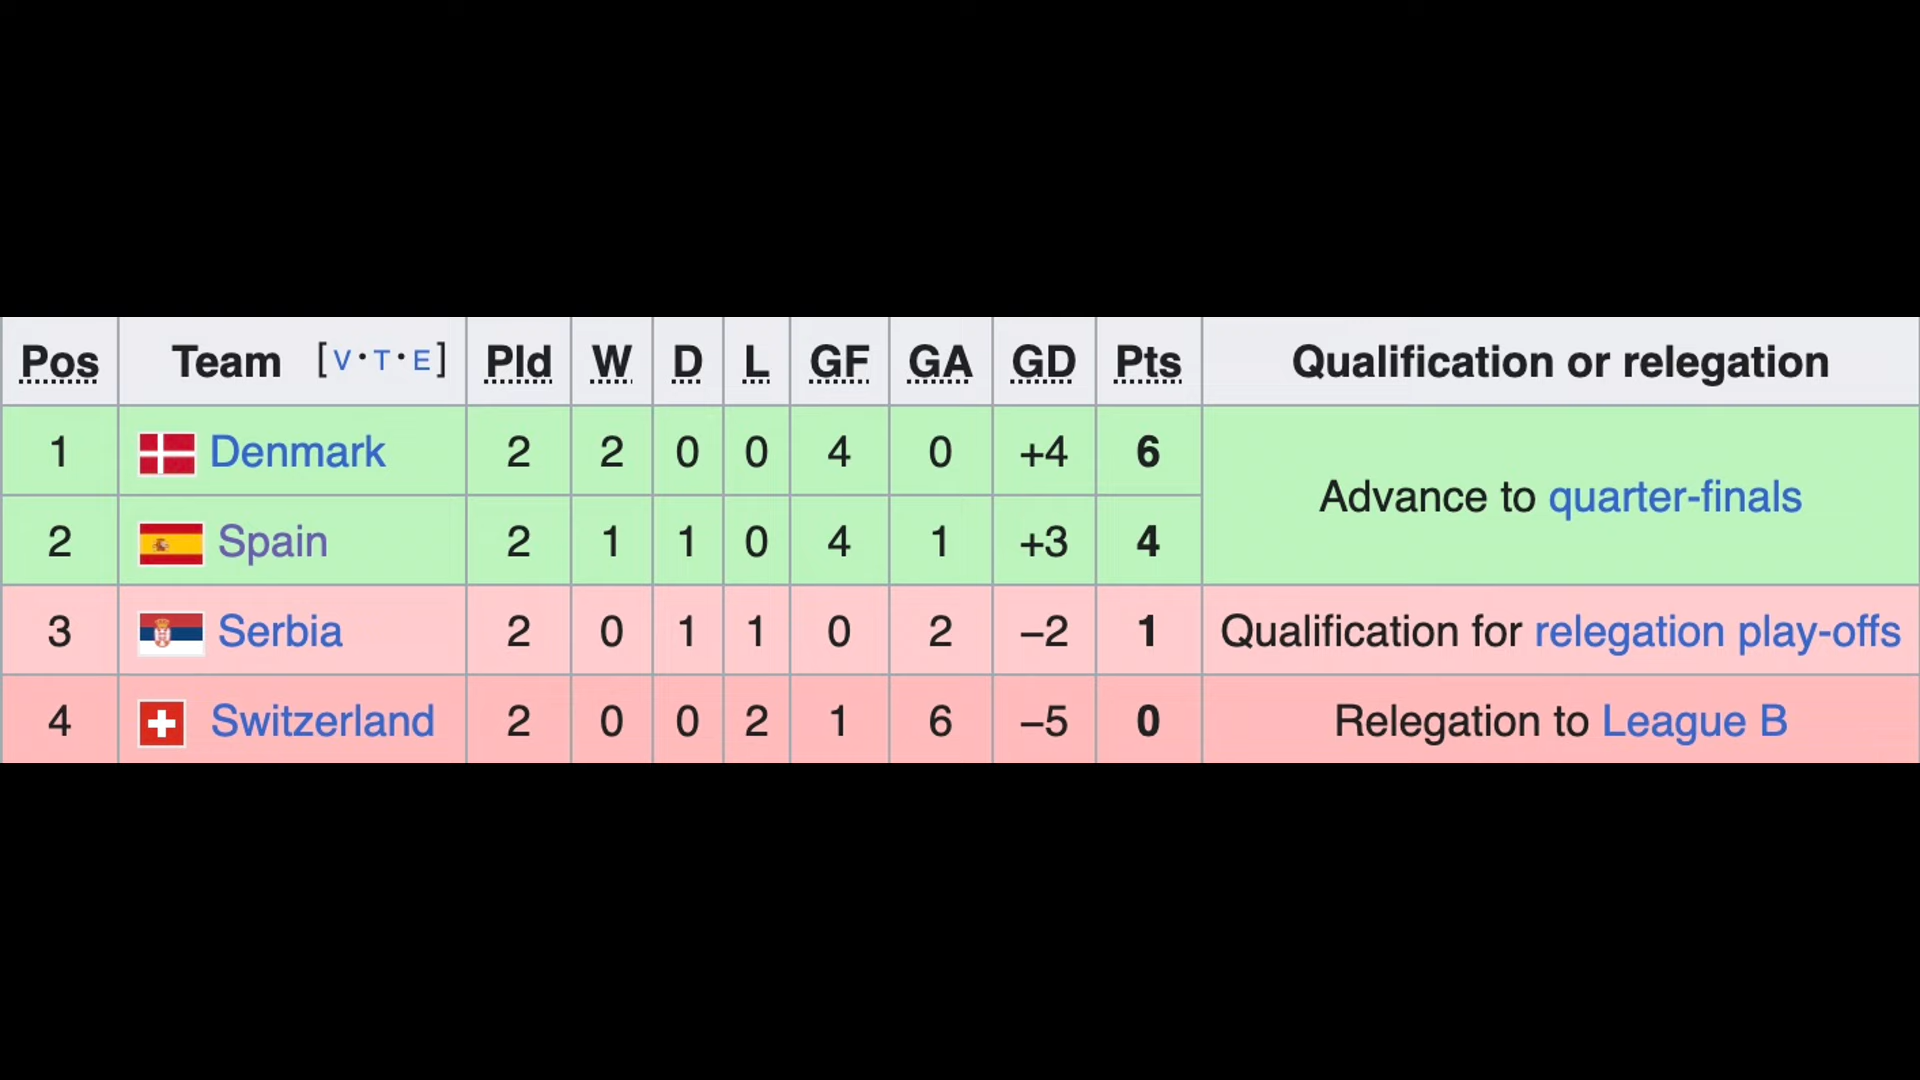 Pos Team [V·T·E] Pld W D L GF GA GD Pts Qualification or relegation
1 Denmark 2 2 0 0 4 0 +4 6 Advance to quarter-finals
2 Spain 2 1 1 0 4 1 +3 4
3 Serbia 2 0 1 1 0 2 −2 1 Qualification for relegation play-offs
4 Switzerland 2 0 0 2 1 6 −5 0 Relegation to League B